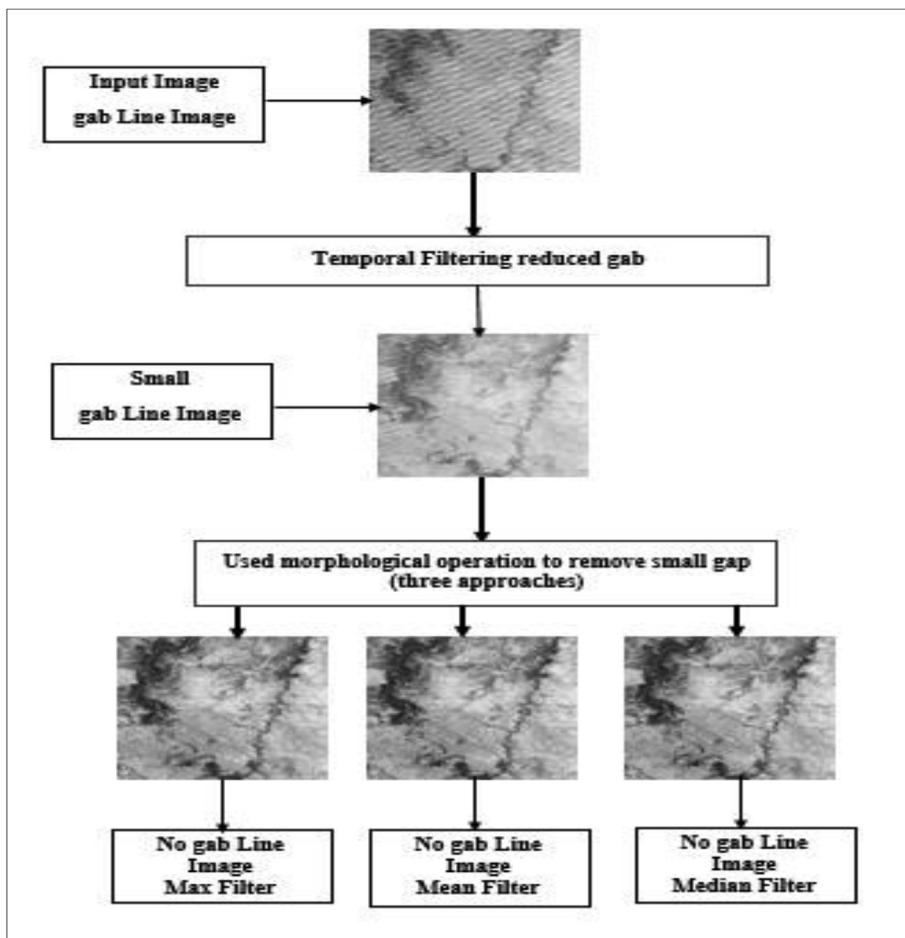 Input Image
gab Line Image
Temporal Filtering reduced gab
Small
gab Line Image
Used morphological operation to remove small gap
(three approaches)
No gab Line
Image
Max Filter
No gab Line
Image
Mean Filter
No gab Line
Image
Median Filter